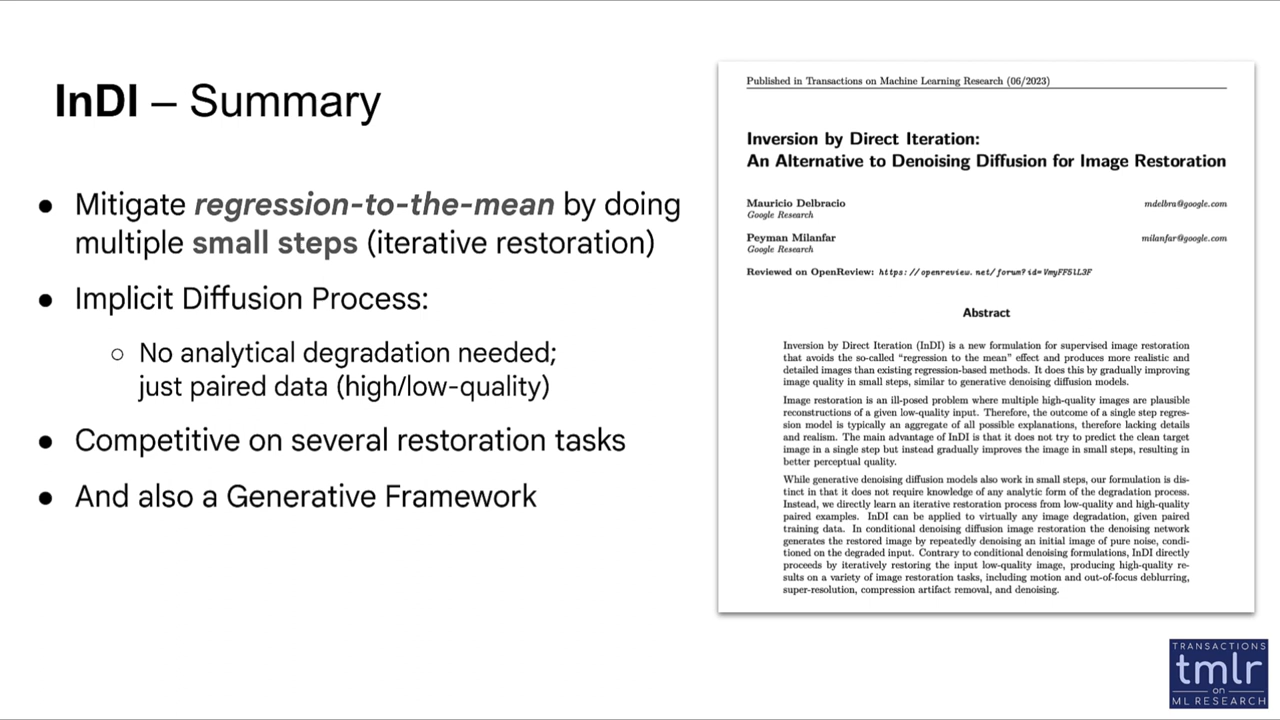 InDI – Summary
● Mitigate regression-to-the-mean by doing
multiple small steps (iterative restoration)
● Implicit Diffusion Process:
○ No analytical degradation needed;
just paired data (high/low-quality)
● Competitive on several restoration tasks
● And also a Generative Framework
Published in Transactions on Machine Learning Research (06/2023)
Inversion by Direct Iteration:
An Alternative to Denoising Diffusion for Image Restoration
Mauricio Delbracio mdelbra@google.com
Google Research
Peyman Milanfar milanfar@google.com
Google Research
Reviewed on OpenReview: https://openreview.net/forum?id=VmyFF5lL3F
Abstract
Inversion by Direct Iteration (InDI) is a new formulation for supervised image restoration
that avoids the so-called “regression to the mean” effect and produces more realistic and
detailed images than existing regression-based methods. It does this by gradually improving
image quality in small steps, similar to generative denoising diffusion models.
Image restoration is an ill-posed problem where multiple high-quality images are plausible
reconstructions of a given low-quality input. Therefore, the outcome of a single step regres-
sion model is typically an aggregate of all possible explanations, therefore lacking details
and realism. The main advantage of InDI is that it does not try to predict the clean target
image in a single step but instead gradually improves the image in small steps, resulting in
better perceptual quality.
While generative denoising diffusion models also work in small steps, our formulation is dis-
tinct in that it does not require knowledge of any analytic form of the degradation process.
Instead, we directly learn an iterative restoration process from low-quality and high-quality
paired examples. InDI can be applied to virtually any image degradation, given paired
training data. In conditional denoising diffusion image restoration the denoising network
generates the restored image by repeatedly denoising an initial image of pure noise, condi-
tioned on the degraded input. Contrary to conditional denoising formulations, InDI directly
proceeds by iteratively restoring the input low-quality image, producing high-quality re-
sults on a variety of image restoration tasks, including motion and out-of-focus deblurring,
super-resolution, compression artifact removal, and denoising.
TRANSACTIONS
tmlr
on
ML RESEARCH